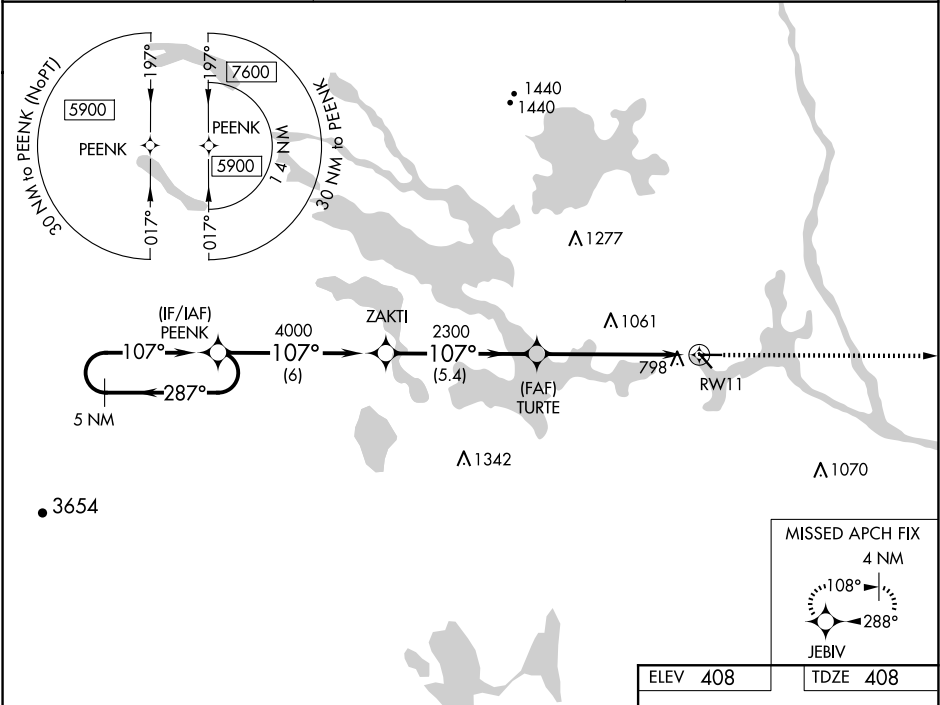 30 NM to PEENK (NoPT)
197°
5900
PEENK
017°
197°
7600
PEENK
5900
14 NM
30 NM to PEENK
017°
1440
1440
1277
(IF/IAF)
PEENK
107°
287°
5 NM
4000
107°
(6)
ZAKTI
2300
107°
(5.4)
(FAF)
TURTE
1061
798
RW11
1342
1070
3654
MISSED APCH FIX
4 NM
108°
288°
JEBIV
ELEV 408
TDZE 408